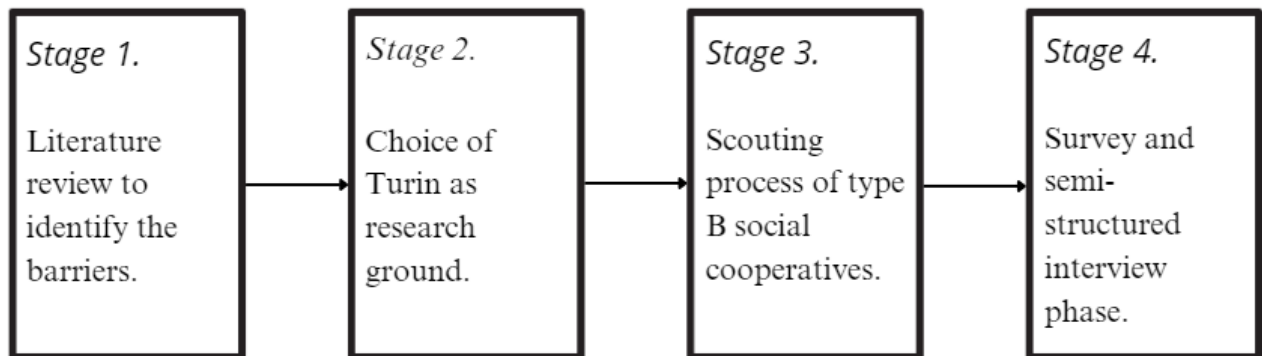 Stage 1.
Literature
review to
identify the
barriers.
Stage 2.
Choice of
Turin as
research
ground.
Stage 3.
Scouting
process of type
B social
cooperatives.
Stage 4.
Survey and
semi-
structured
interview
phase.